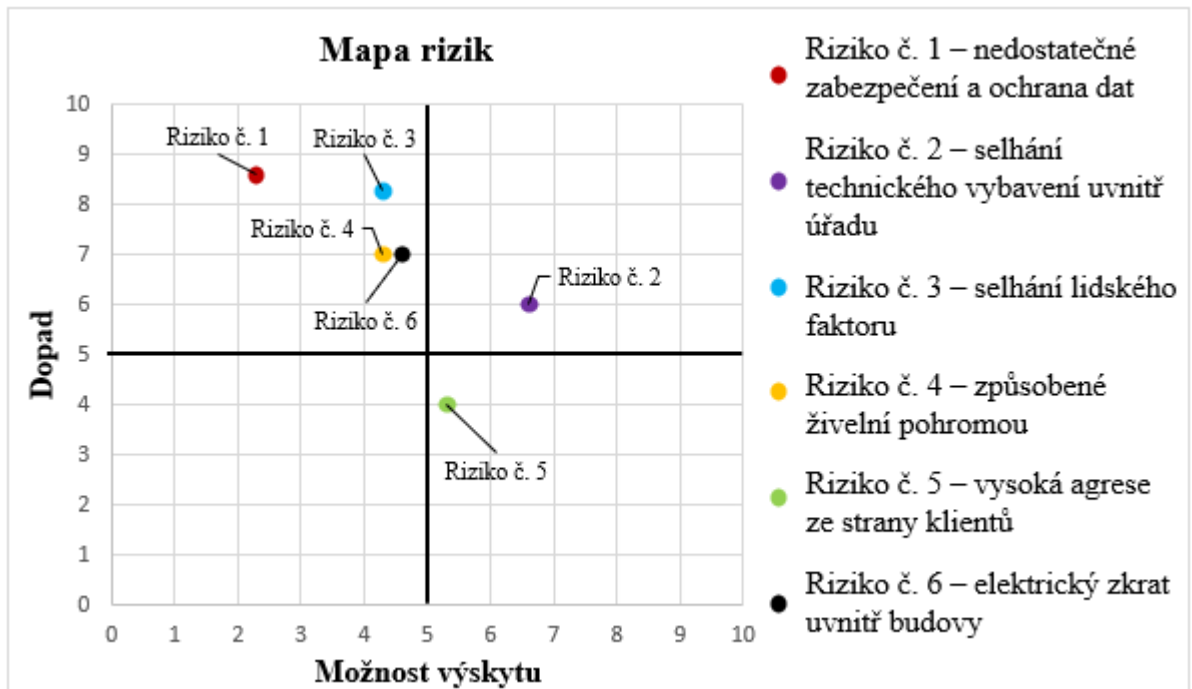 Mapa rizik
10
9
8
7
6
5
4
3
2
1
0
0 1 2 3 4 5 6 7 8 9 10
Dopad
Možnost výskytu
Riziko č. 1
Riziko č. 3
Riziko č. 4
Riziko č. 6
Riziko č. 2
Riziko č. 5
Riziko č. 1 – nedostatečné
zabezpečení a ochrana dat
Riziko č. 2 – selhání
technického vybavení uvnitř
úřadu
Riziko č. 3 – selhání lidského
faktoru
Riziko č. 4 – způsobené
živelní pohromou
Riziko č. 5 – vysoká agrese
ze strany klientů
Riziko č. 6 – elektrický zkrat
uvnitř budovy